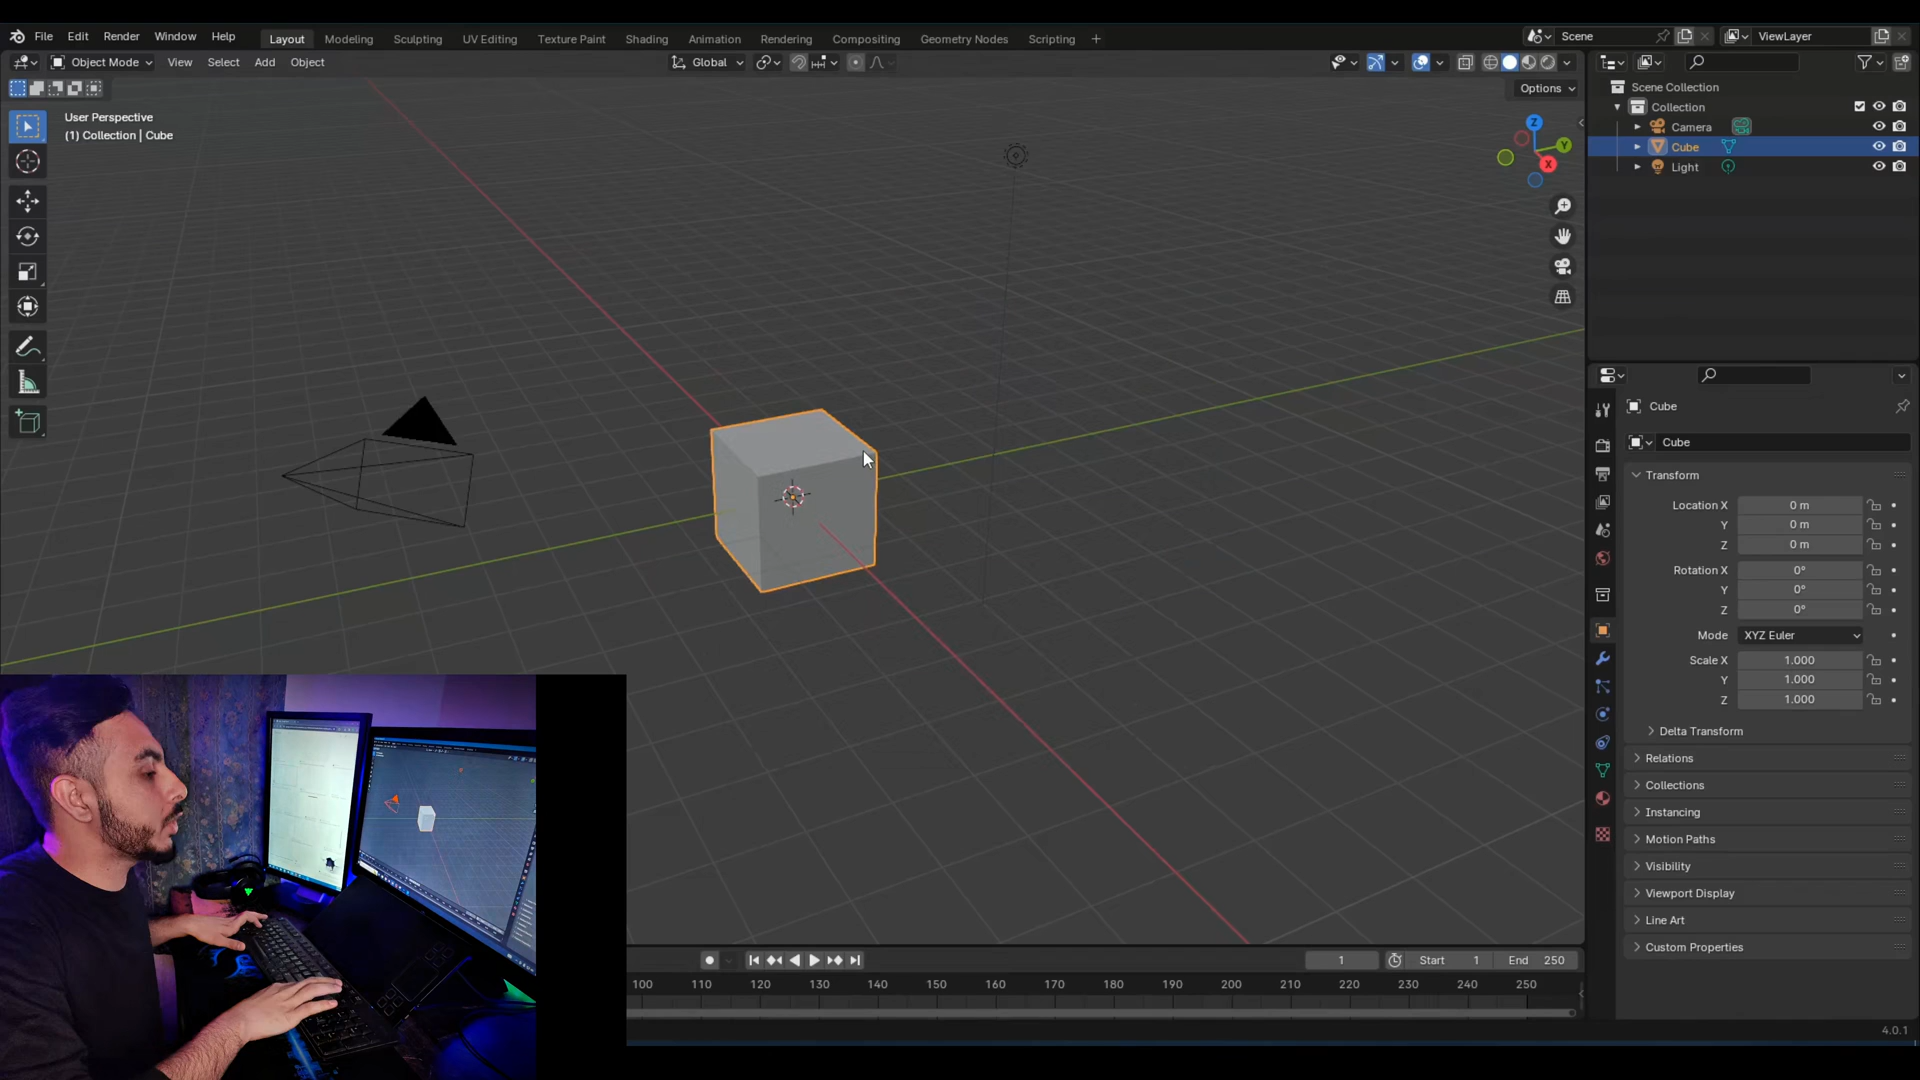 File Edit Render Window Help Layout Modeling Sculpting UV Editing Texture Paint Shading Animation Rendering Compositing Geometry Nodes Scripting + Scene ViewLayer
Object Mode View Select Add Object Global
Options
User Perspective
(1) Collection | Cube
Z
Y
X
Scene Collection
Collection
Camera
Cube
Light
Cube
Cube
Transform
Location X 0 m
Y 0 m
Z 0 m
Rotation X 0°
Y 0°
Z 0°
Mode XYZ Euler
Scale X 1.000
Y 1.000
Z 1.000
Delta Transform
Relations
Collections
Instancing
Motion Paths
Visibility
Viewport Display
Line Art
Custom Properties
1 Start 1 End 250
100 110 120 130 140 150 160 170 180 190 200 210 220 230 240 250
4.0.1